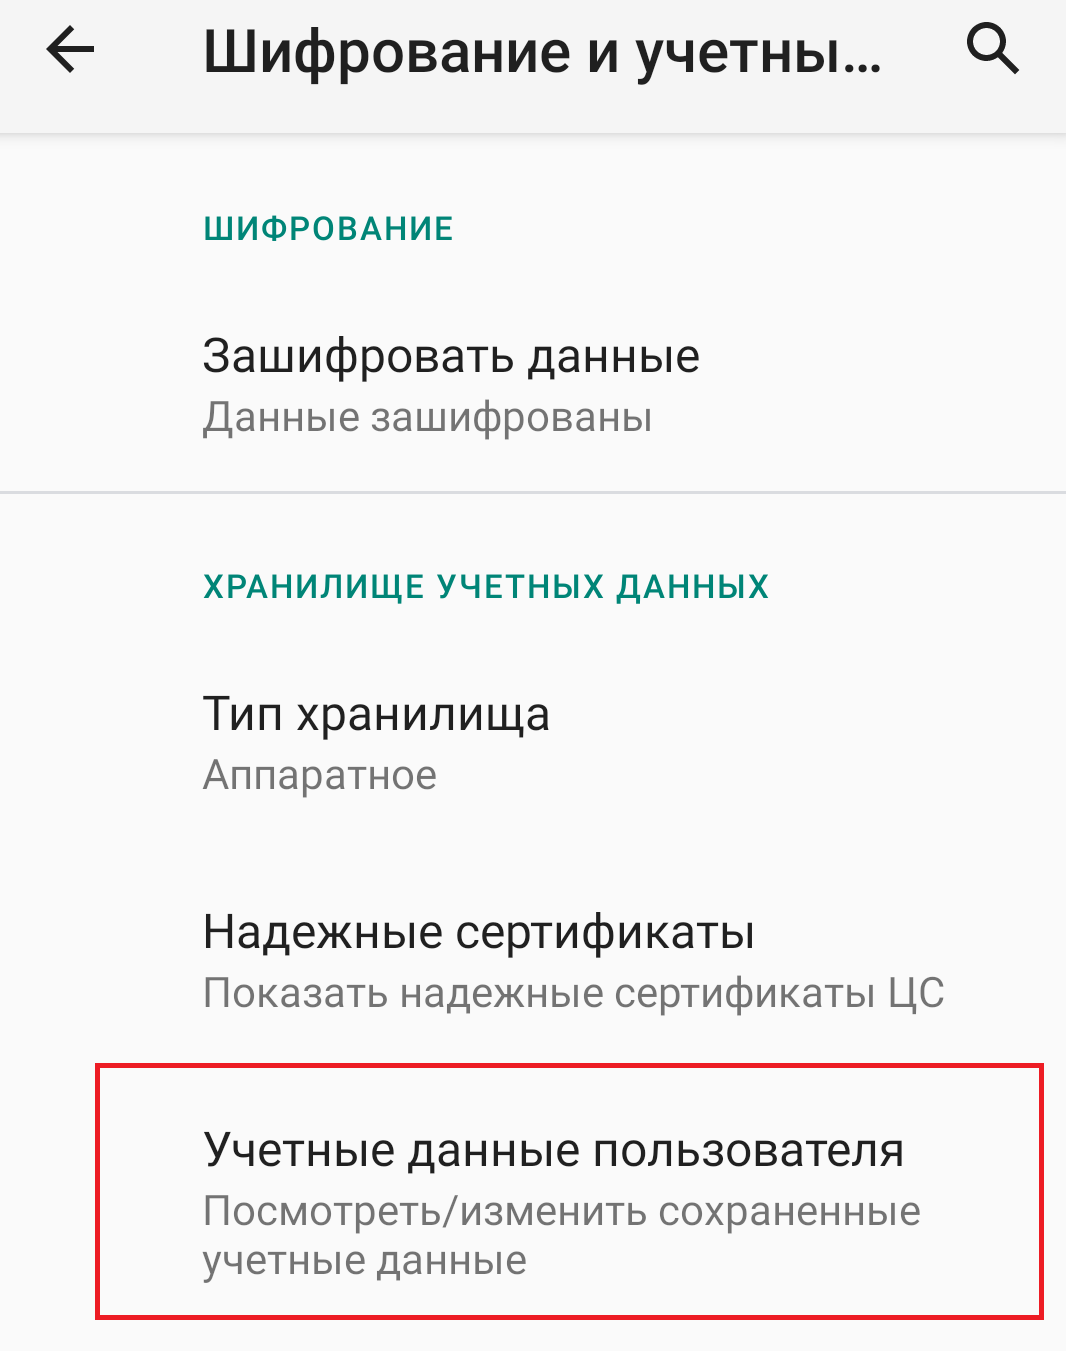 Шифрование и учетны...
ШИФРОВАНИЕ
Зашифровать данные
Данные зашифрованы
ХРАНИЛИЩЕ УЧЕТНЫХ ДАННЫХ
Тип хранилища
Аппаратное
Надежные сертификаты
Показать надежные сертификаты ЦС
Учетные данные пользователя
Посмотреть/изменить сохраненные
учетные данные